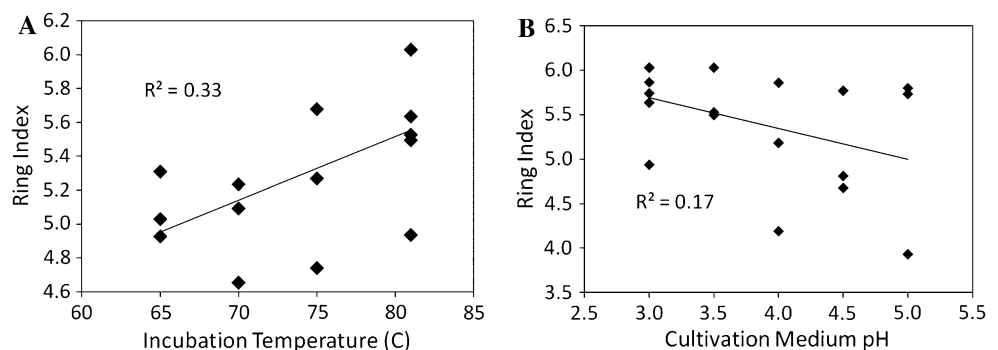 A
6.2
6.0
5.8
5.6
5.4
5.2
5.0
4.8
4.6
Ring Index
R² = 0.33
60 65 70 75 80 85
Incubation Temperature (C)
B
6.5
6.0
5.5
5.0
4.5
4.0
3.5
Ring Index
R² = 0.17
2.5 3.0 3.5 4.0 4.5 5.0 5.5
Cultivation Medium pH